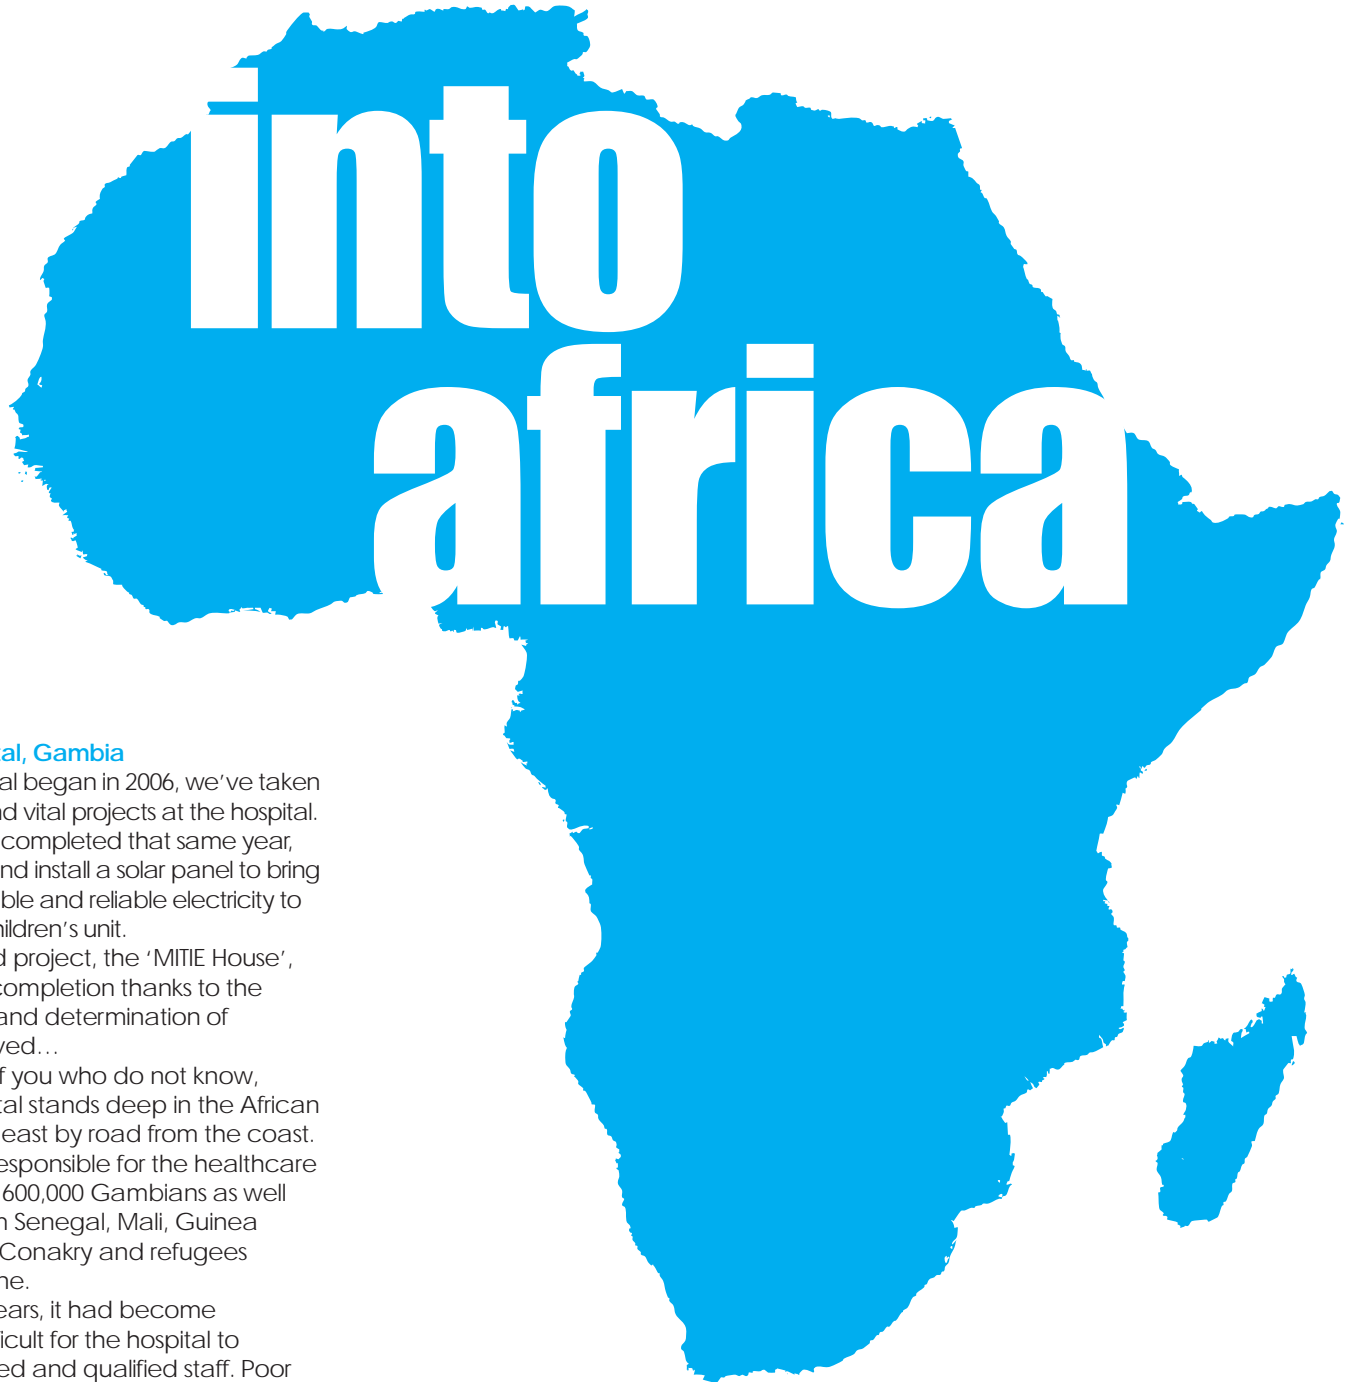 into
africa
al, Gambia
al began in 2006, we've taken
nd vital projects at the hospital.
completed that same year,
nd install a solar panel to bring
ble and reliable electricity to
hildren's unit.
d project, the 'MITIE House',
completion thanks to the
and determination of
ved…
f you who do not know,
tal stands deep in the African
east by road from the coast.
esponsible for the healthcare
600,000 Gambians as well
n Senegal, Mali, Guinea
Conakry and refugees
ne.
ears, it had become
ficult for the hospital to
ed and qualified staff. Poor